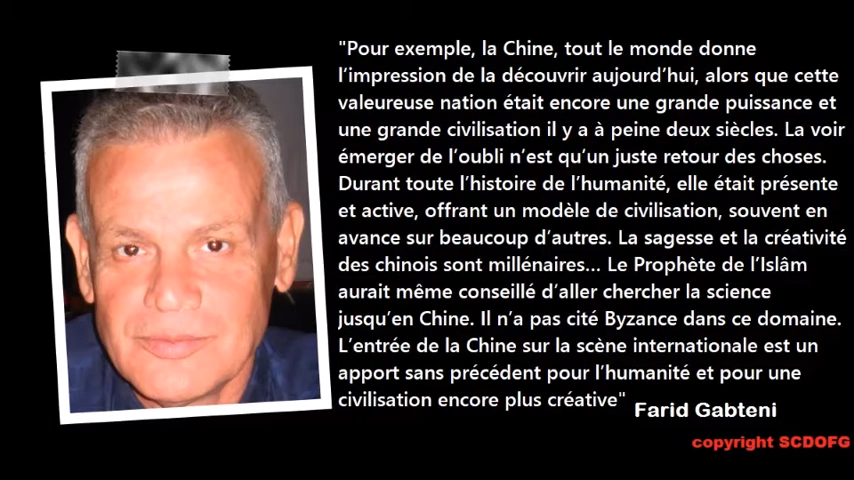 "Pour exemple, la Chine, tout le monde donne
l'impression de la découvrir aujourd'hui, alors que cette
valeureuse nation était encore une grande puissance et
une grande civilisation il y a à peine deux siècles. La voir
émerger de l'oubli n'est qu'un juste retour des choses.
Durant toute l'histoire de l'humanité, elle était présente
et active, offrant un modèle de civilisation, souvent en
avance sur beaucoup d'autres. La sagesse et la créativité
des chinois sont millénaires... Le Prophète de l'Islâm
aurait même conseillé d'aller chercher la science
jusqu'en Chine. Il n'a pas cité Byzance dans ce domaine.
L'entrée de la Chine sur la scène internationale est un
apport sans précédent pour l'humanité et pour une
civilisation encore plus créative"
Farid Gabteni
copyright SCDOFG